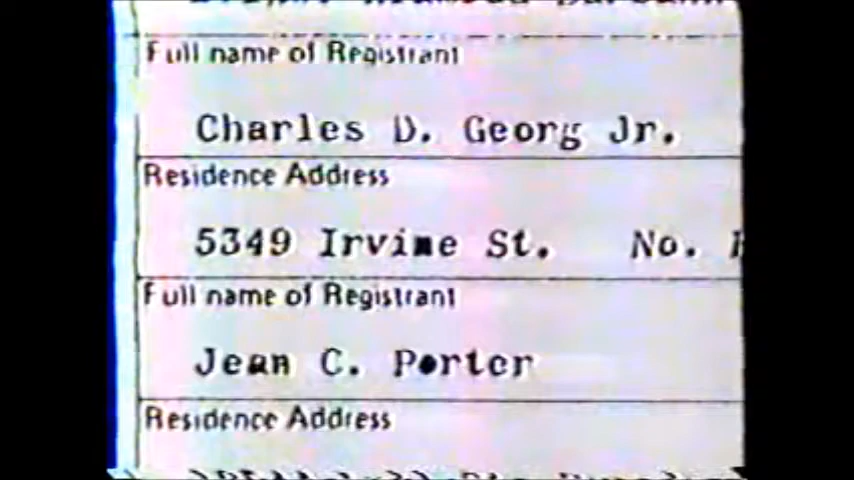 Full name of Registrant
Charles D. Georg Jr.
Residence Address
5349 Irvine St. No.
Full name of Registrant
Jean C. Porter
Residence Address